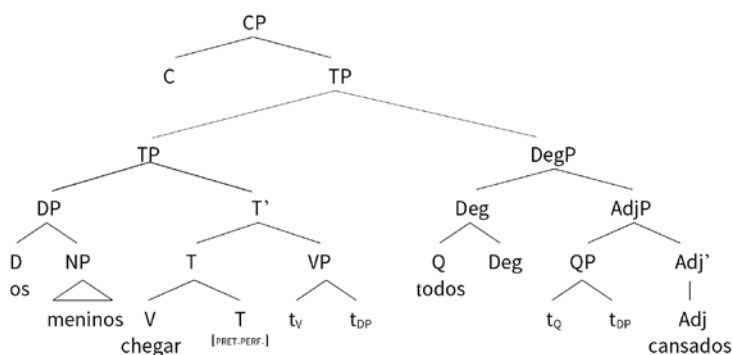 CP
C TP
TP DegP
DP T’ Deg AdjP
D NP T VP Q Deg QP Adj’
os todos
meninos V T tV tDP tQ tDP Adj
chegar [PRET-PERF-] cansados